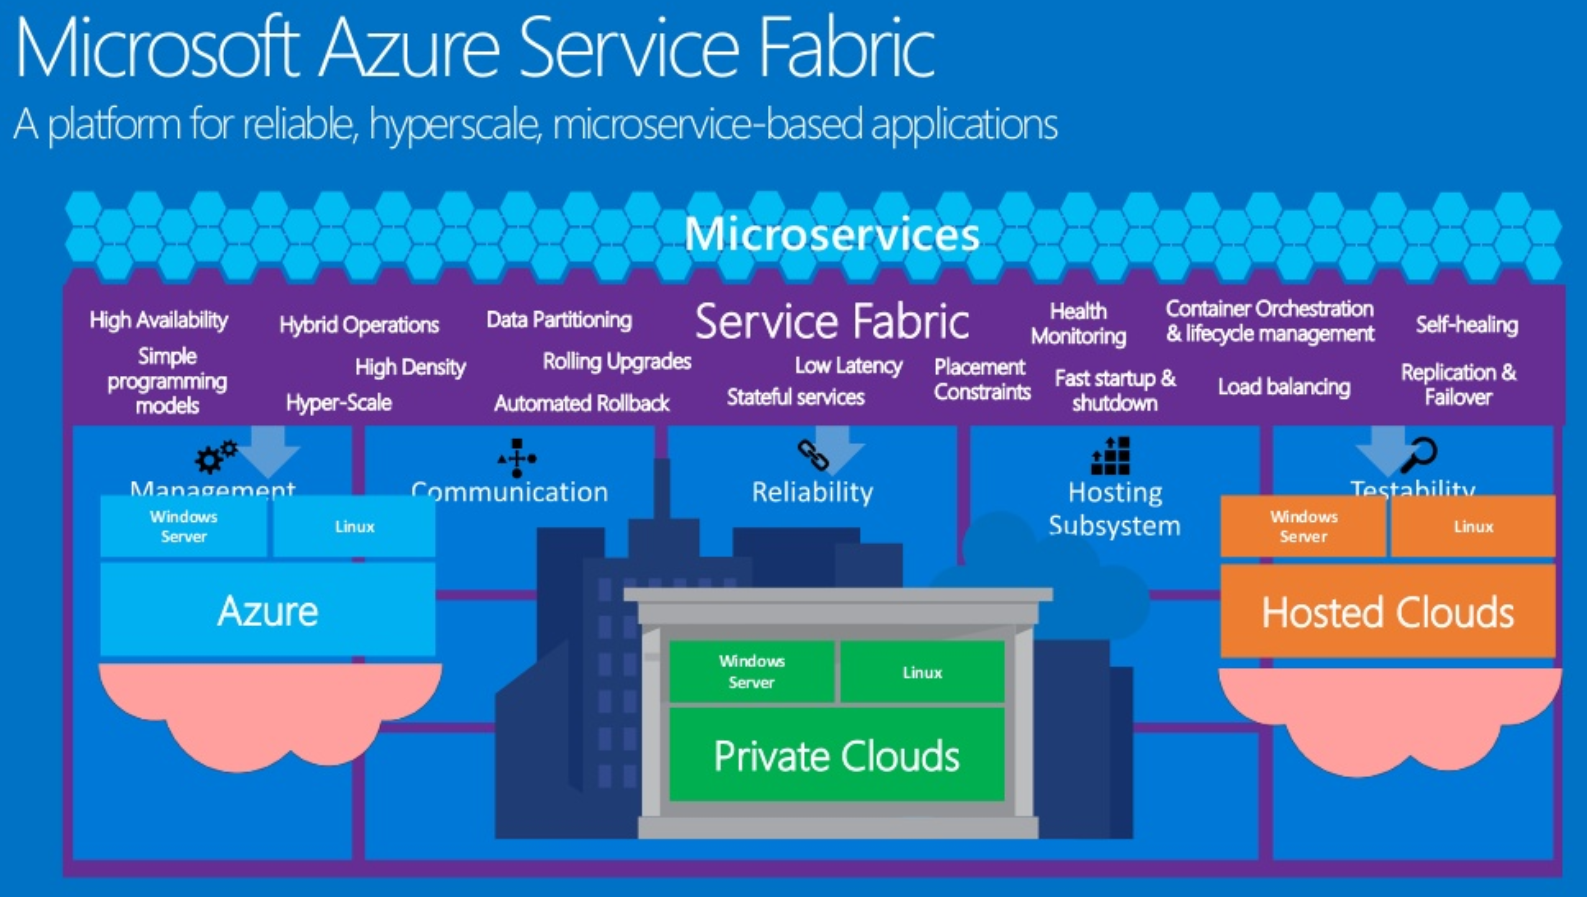 Microsoft Azure Service Fabric
A platform for reliable, hyperscale, microservice-based applications
Microservices
Service Fabric
High Availability
Hybrid Operations
Data Partitioning
Health
Monitoring
Container Orchestration
& lifecycle management
Self-healing
Simple
programming
models
High Density
Rolling Upgrades
Low Latency
Placement
Constraints
Fast startup &
shutdown
Load balancing
Replication &
Failover
Hyper-Scale
Automated Rollback
Stateful services
Management
Communication
Reliability
Hosting
Subsystem
Testability
Windows
Server
Linux
Azure
Windows
Server
Linux
Private Clouds
Windows
Server
Linux
Hosted Clouds